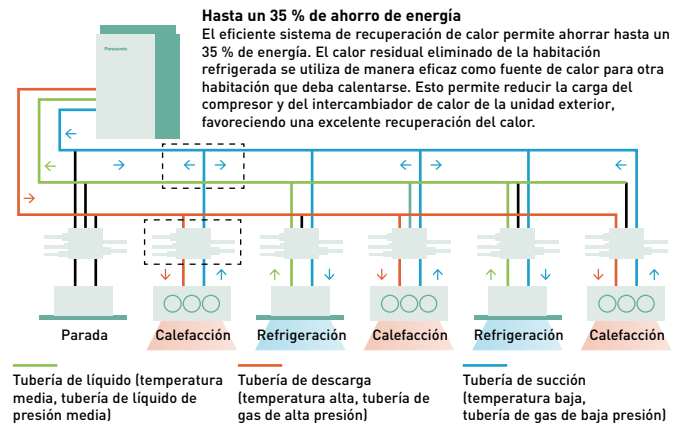 Hasta un 35 % de ahorro de energía
El eficiente sistema de recuperación de calor permite ahorrar hasta un
35 % de energía. El calor residual eliminado de la habitación
refrigerada se utiliza de manera eficaz como fuente de calor para otra
habitación que deba calentarse. Esto permite reducir la carga del
compresor y del intercambiador de calor de la unidad exterior,
favoreciendo una excelente recuperación del calor.
Panasonic
Parada
Calefacción
Refrigeración
Calefacción
Refrigeración
Calefacción
Tubería de líquido (temperatura
media, tubería de líquido de
presión media)
Tubería de descarga
(temperatura alta, tubería de
gas de alta presión)
Tubería de succión
(temperatura baja,
tubería de gas de baja presión)